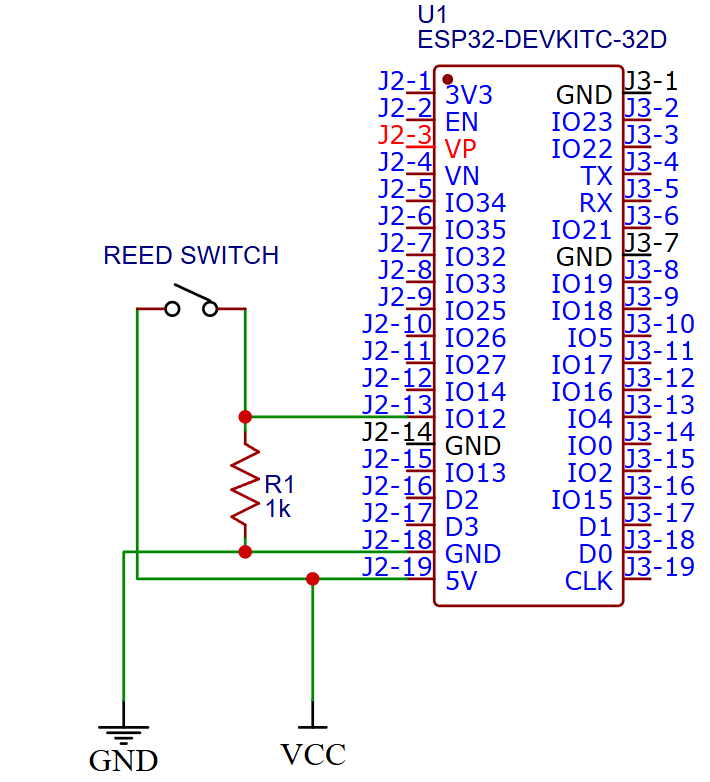 U1
ESP32-DEVKITC-32D
J2-1 3V3 GND J3-1
J2-2 EN IO23 J3-2
J2-3 VP IO22 J3-3
J2-4 VN TX J3-4
J2-5 IO34 RX J3-5
J2-6 IO35 IO21 J3-6
J2-7 IO32 GND J3-7
J2-8 IO33 IO19 J3-8
J2-9 IO25 IO18 J3-9
J2-10 IO26 IO5 J3-10
J2-11 IO27 IO17 J3-11
J2-12 IO14 IO16 J3-12
J2-13 IO12 IO4 J3-13
J2-14 GND IO0 J3-14
J2-15 IO13 IO2 J3-15
J2-16 D2 IO15 J3-16
J2-17 D3 D1 J3-17
J2-18 GND D0 J3-18
J2-19 5V CLK J3-19
REED SWITCH
R1
1k
GND
VCC